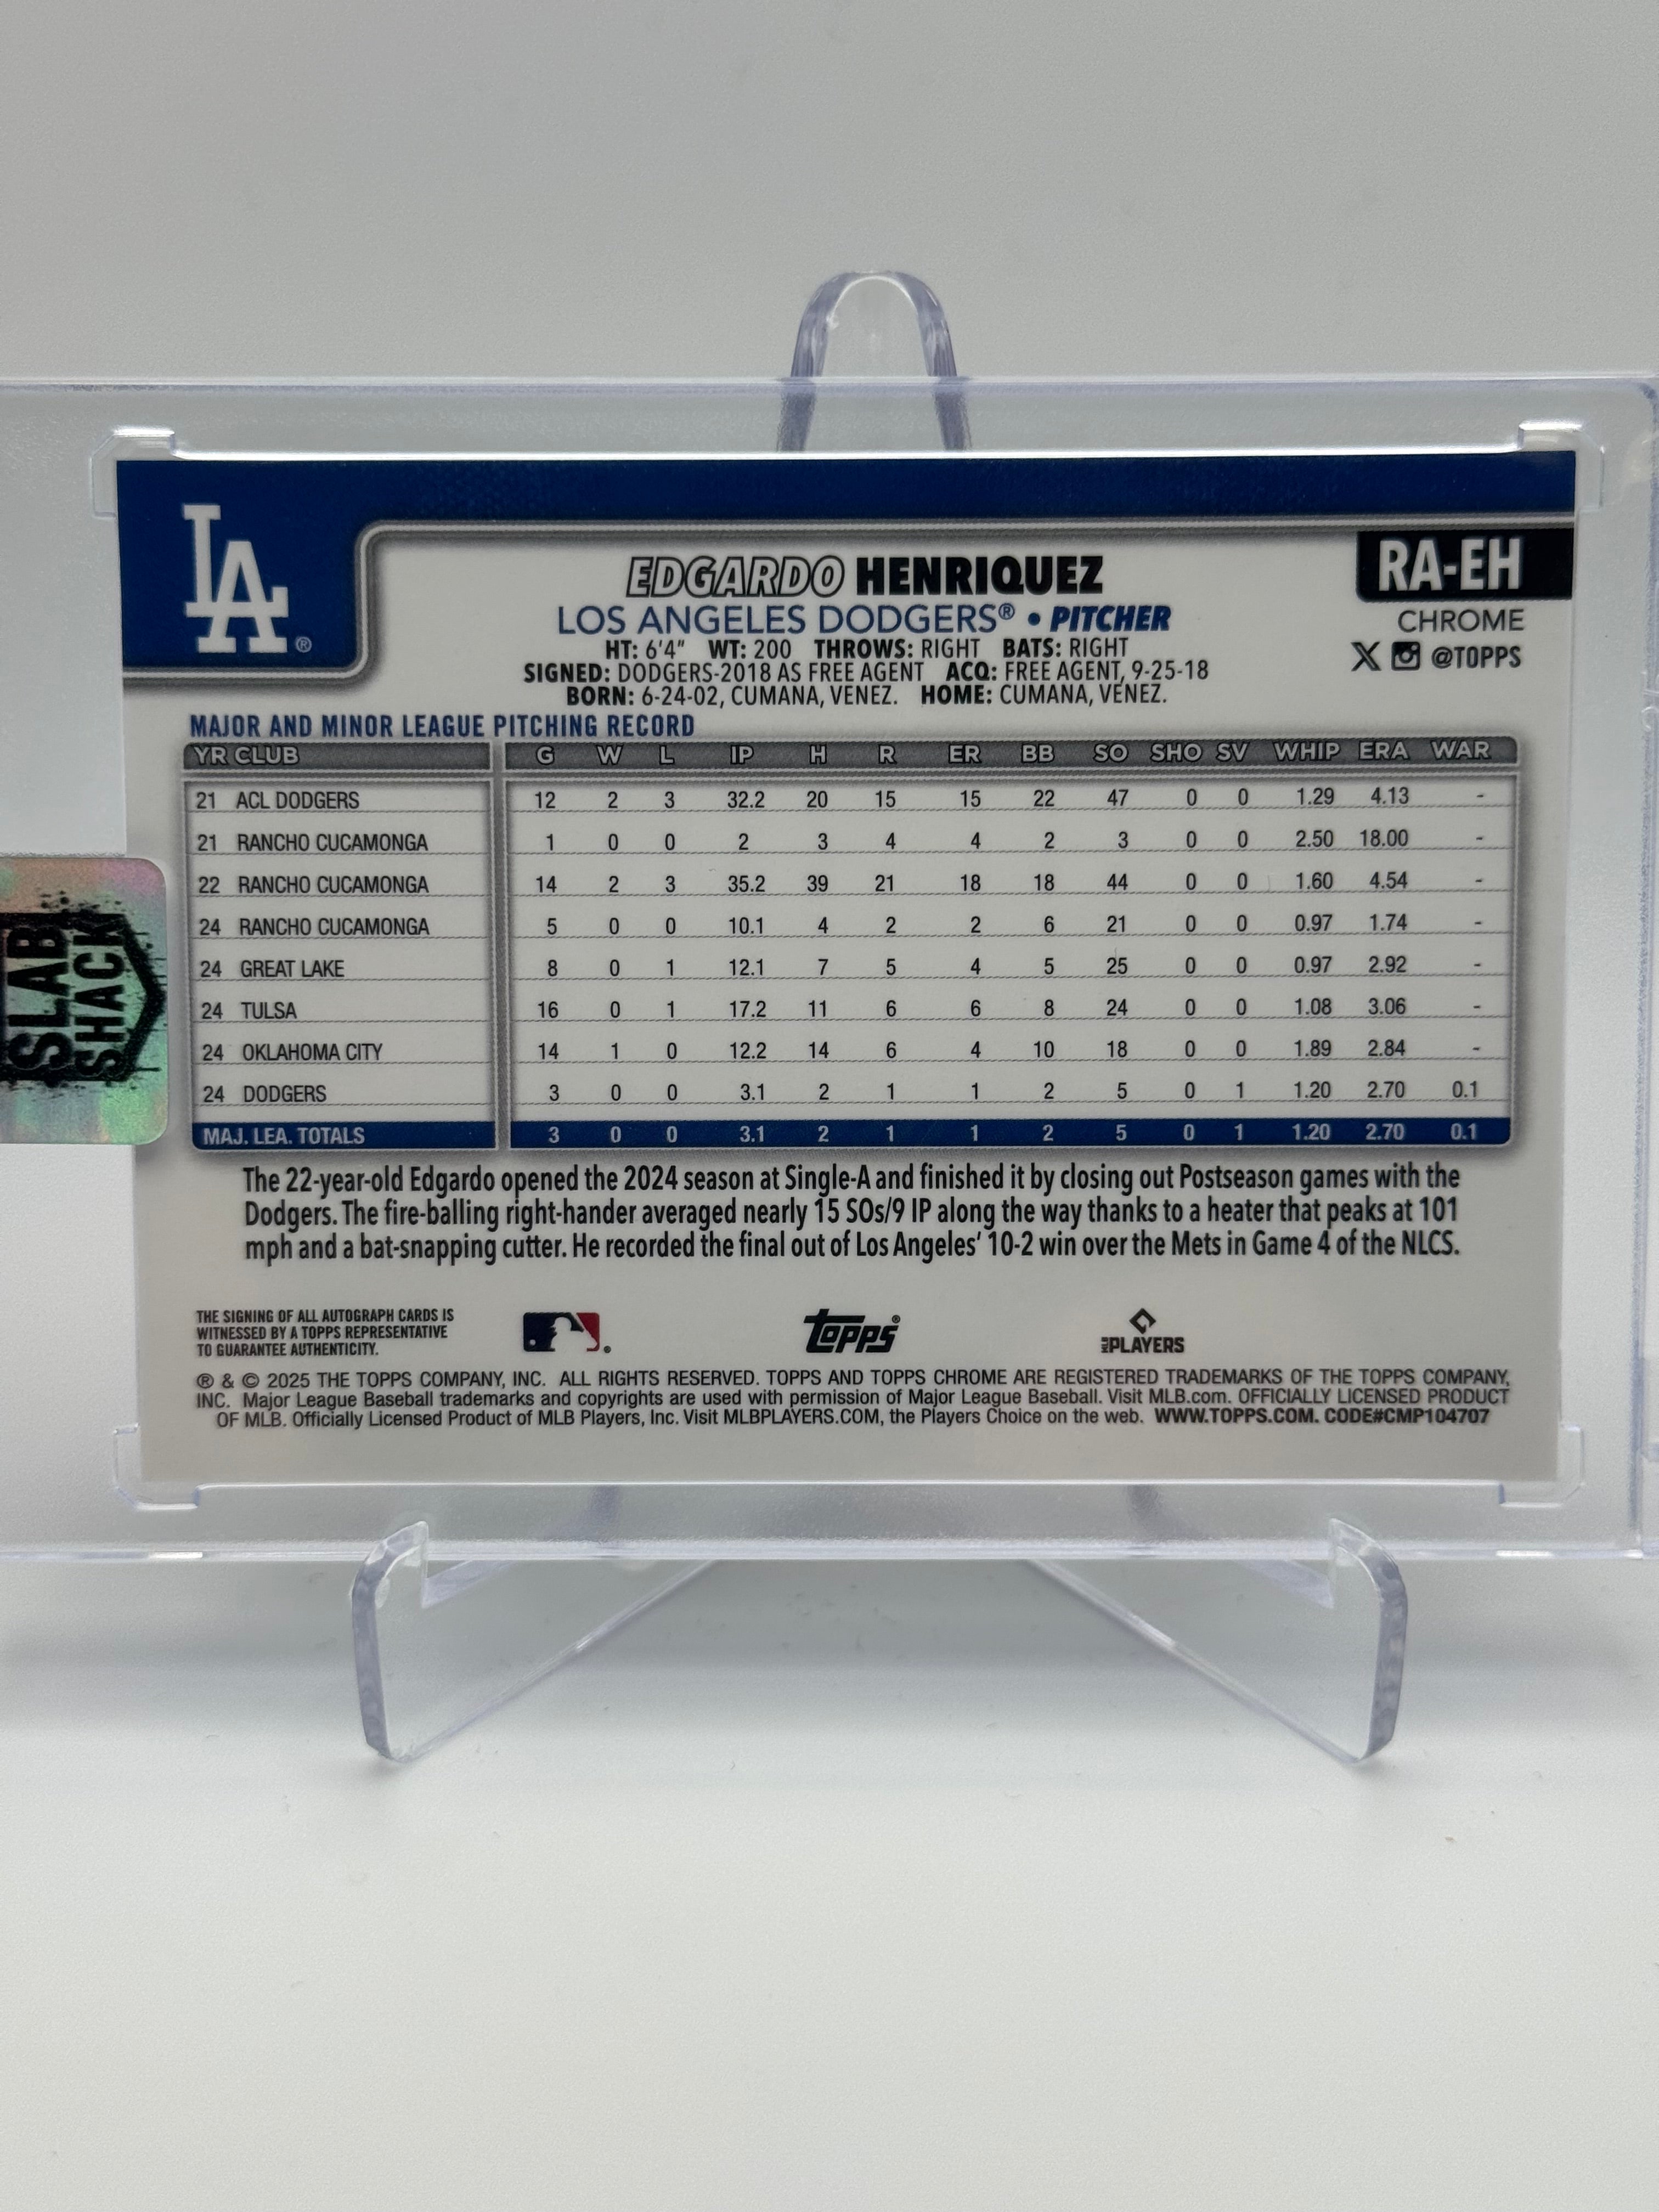 LA®
EDGARDO HENRIQUEZ
RA-EH
LOS ANGELES DODGERS® • PITCHER
CHROME
HT: 6'4" WT: 200 THROWS: RIGHT BATS: RIGHT
X @TOPPS
SIGNED: DODGERS-2018 AS FREE AGENT ACQ: FREE AGENT, 9-25-18
BORN: 6-24-02, CUMANA, VENEZ. HOME: CUMANA, VENEZ.
MAJOR AND MINOR LEAGUE PITCHING RECORD
YR CLUB G W L IP H R ER BB SO SHO SV WHIP ERA WAR
21 ACL DODGERS 12 2 3 32.2 20 15 15 22 47 0 0 1.29 4.13 -
21 RANCHO CUCAMONGA 1 0 0 2 3 4 4 2 3 0 0 2.50 18.00 -
22 RANCHO CUCAMONGA 14 2 3 35.2 39 21 18 18 44 0 0 1.60 4.54 -
24 RANCHO CUCAMONGA 5 0 0 10.1 4 2 2 6 21 0 0 0.97 1.74 -
24 GREAT LAKE 8 0 1 12.1 7 5 4 5 25 0 0 0.97 2.92 -
24 TULSA 16 0 1 17.2 11 6 6 8 24 0 0 1.08 3.06 -
24 OKLAHOMA CITY 14 1 0 12.2 14 6 4 10 18 0 0 1.89 2.84 -
24 DODGERS 3 0 0 3.1 2 1 1 2 5 0 1 1.20 2.70 0.1
MAJ. LEA. TOTALS 3 0 0 3.1 2 1 1 2 5 0 1 1.20 2.70 0.1
SLAB
SHACK
The 22-year-old Edgardo opened the 2024 season at Single-A and finished it by closing out Postseason games with the
Dodgers. The fire-balling right-hander averaged nearly 15 SOs/9 IP along the way thanks to a heater that peaks at 101
mph and a bat-snapping cutter. He recorded the final out of Los Angeles' 10-2 win over the Mets in Game 4 of the NLCS.
THE SIGNING OF ALL AUTOGRAPH CARDS IS
WITNESSED BY A TOPPS REPRESENTATIVE
TO GUARANTEE AUTHENTICITY.
Topps®
MLB PLAYERS
® & © 2025 THE TOPPS COMPANY, INC. ALL RIGHTS RESERVED. TOPPS AND TOPPS CHROME ARE REGISTERED TRADEMARKS OF THE TOPPS COMPANY,
INC. Major League Baseball trademarks and copyrights are used with permission of Major League Baseball. Visit MLB.com. OFFICIALLY LICENSED PRODUCT
OF MLB. Officially Licensed Product of MLB Players, Inc. Visit MLBPLAYERS.COM, the Players Choice on the web. WWW.TOPPS.COM. CODE#CMP104707